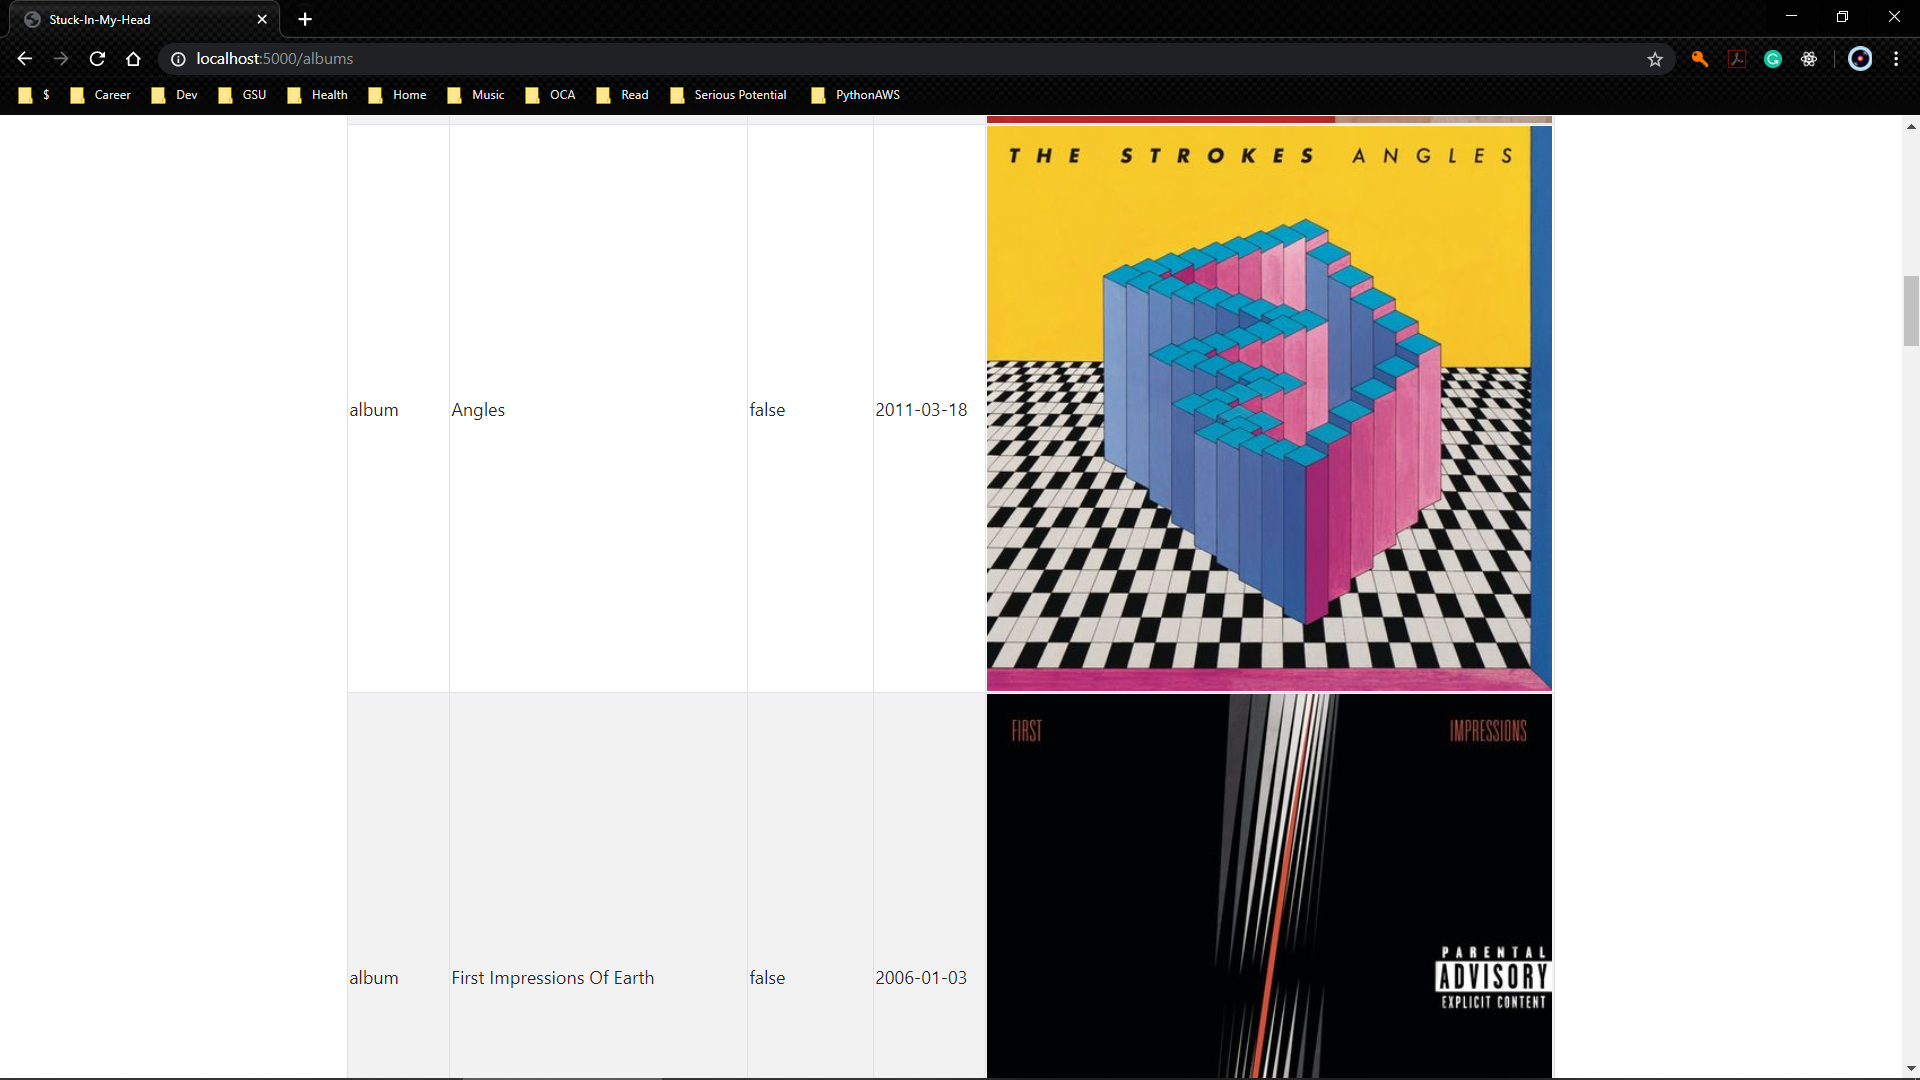 Stuck-In-My-Head
localhost:5000/albums
$ Career Dev GSU Health Home Music OCA Read Serious Potential PythonAWS
THE STROKES ANGLES
album Angles false 2011-03-18
FIRST IMPRESSIONS
album First Impressions Of Earth false 2006-01-03
PARENTAL
ADVISORY
EXPLICIT CONTENT